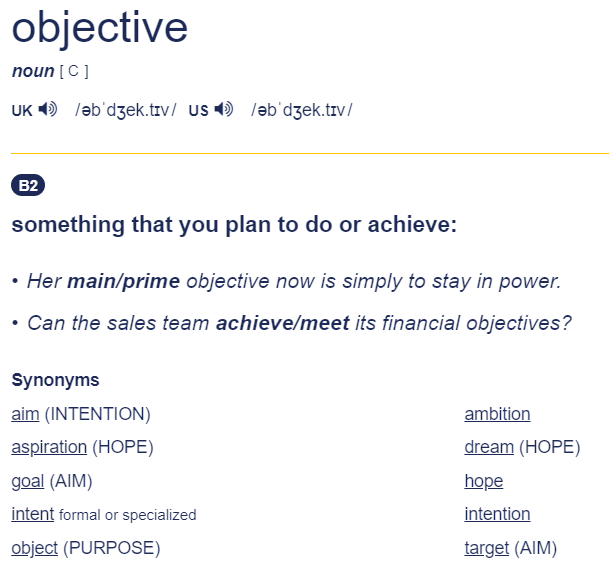 objective
noun [ C ]
UK /əbˈdʒek.tɪv/ US /əbˈdʒek.tɪv/
B2
something that you plan to do or achieve:
• Her main/prime objective now is simply to stay in power.
• Can the sales team achieve/meet its financial objectives?
Synonyms
aim (INTENTION) ambition
aspiration (HOPE) dream (HOPE)
goal (AIM) hope
intent formal or specialized intention
object (PURPOSE) target (AIM)